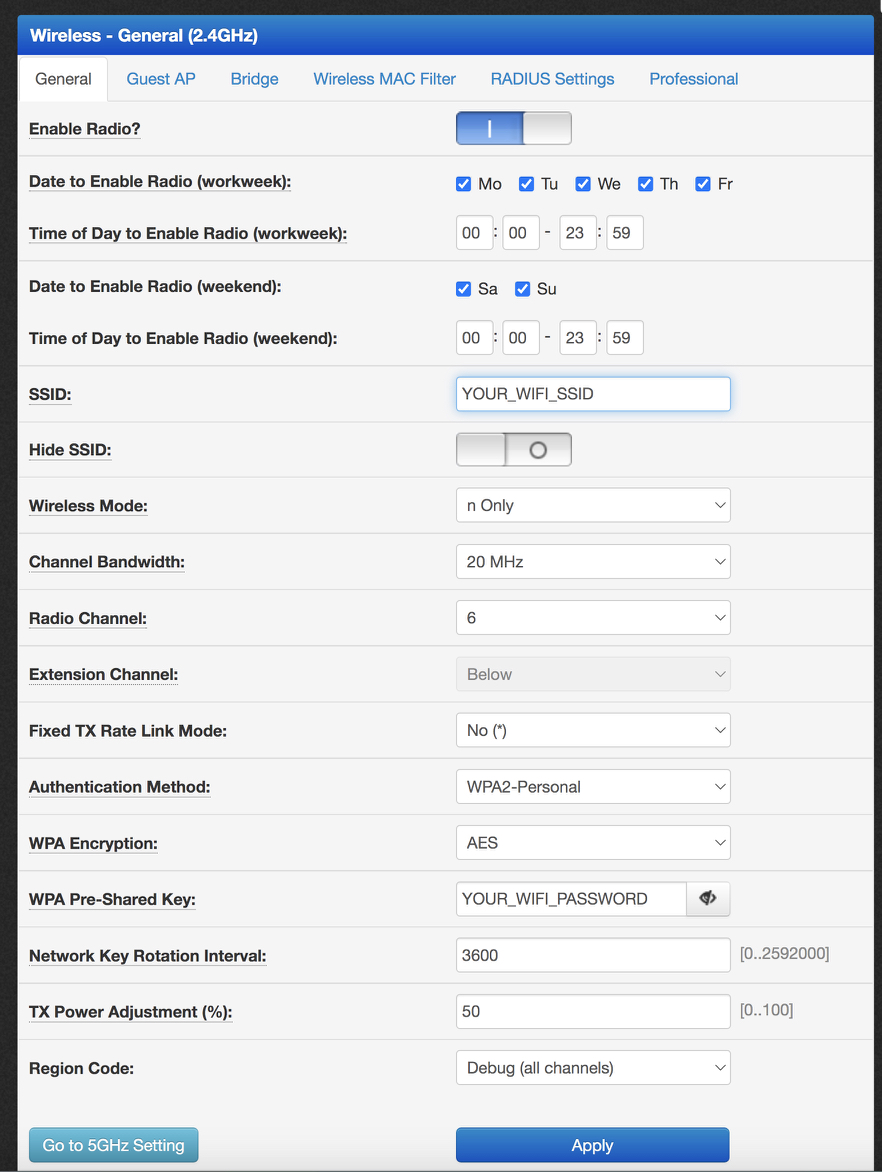 Wireless - General (2.4GHz)
General Guest AP Bridge Wireless MAC Filter RADIUS Settings Professional
Enable Radio?
Date to Enable Radio (workweek): Mo Tu We Th Fr
Time of Day to Enable Radio (workweek): 00 : 00 - 23 : 59
Date to Enable Radio (weekend): Sa Su
Time of Day to Enable Radio (weekend): 00 : 00 - 23 : 59
SSID: YOUR_WIFI_SSID
Hide SSID:
Wireless Mode: n Only
Channel Bandwidth: 20 MHz
Radio Channel: 6
Extension Channel: Below
Fixed TX Rate Link Mode: No (*)
Authentication Method: WPA2-Personal
WPA Encryption: AES
WPA Pre-Shared Key: YOUR_WIFI_PASSWORD
Network Key Rotation Interval: 3600 [0..2592000]
TX Power Adjustment (%): 50 [0..100]
Region Code: Debug (all channels)
Go to 5GHz Setting Apply